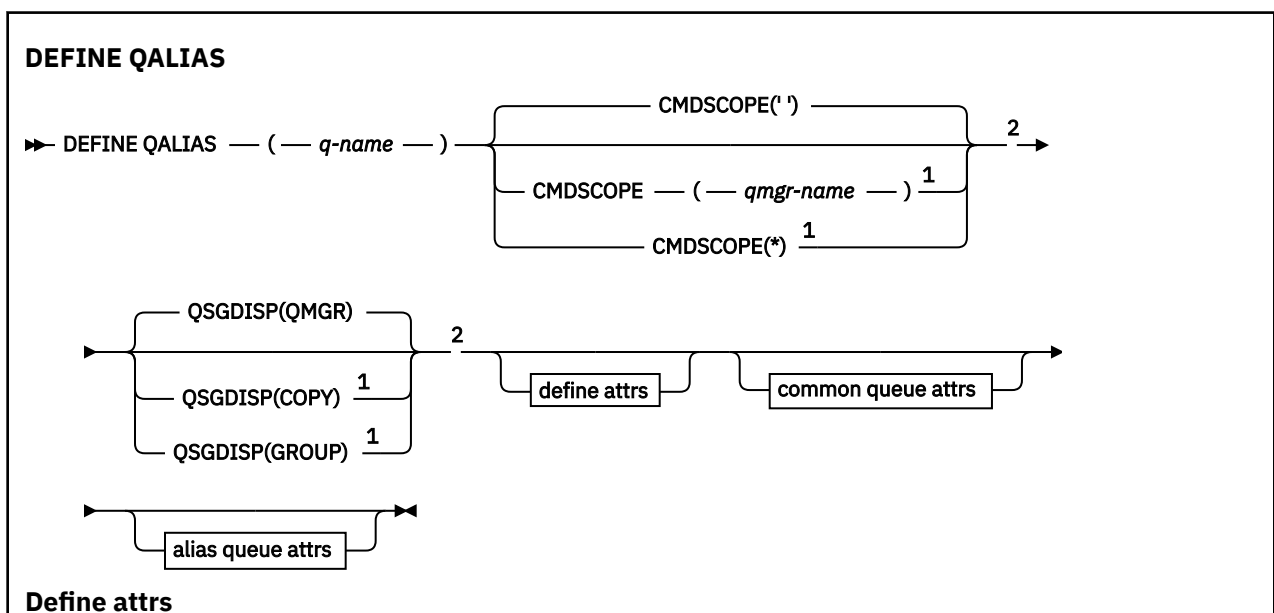 DEFINE QALIAS
CMDSCOPE(' ')
DEFINE QALIAS ( q-name ) 2
CMDSCOPE ( qmgr-name ) 1
CMDSCOPE(*) 1
QSGDISP(QMGR)
2
QSGDISP(COPY) 1
define attrs
common queue attrs
QSGDISP(GROUP) 1
alias queue attrs
Define attrs